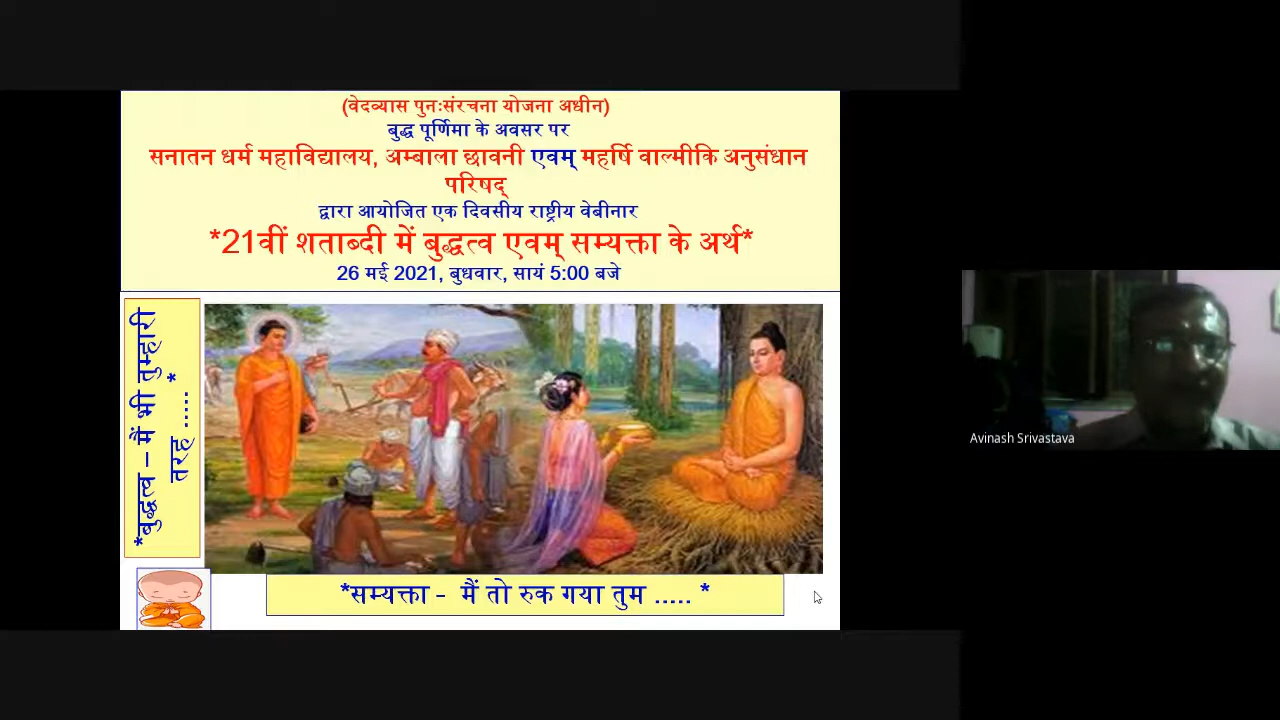 (वेदव्यास पुनःसंरचना योजना अधीन)
बुद्ध पूर्णिमा के अवसर पर
सनातन धर्म महाविद्यालय, अम्बाला छावनी एवम् महर्षि वाल्मीकि अनुसंधान
परिषद्
द्वारा आयोजित एक दिवसीय राष्ट्रीय वेबीनार
*21वीं शताब्दी में बुद्धत्व एवम् सम्यक्ता के अर्थ*
26 मई 2021, बुधवार, सायं 5:00 बजे
*बुद्धत्व – मैं भी तुम्हारी
तरह ..... *
*सम्यक्ता – मैं तो रुक गया तुम ..... *
Avinash Srivastava